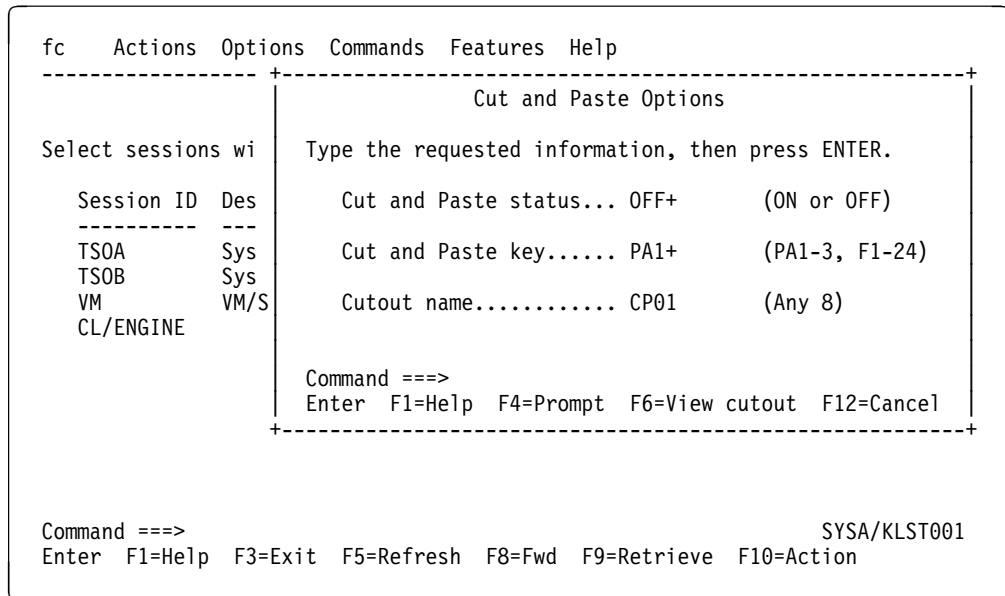 fc    Actions  Options  Commands  Features  Help
------------------ +---------------------------------------------------------+
                   |                Cut and Paste Options                    |
                   |                                                         |
Select sessions wi |  Type the requested information, then press ENTER.      |
                   |                                                         |
   Session ID  Des |     Cut and Paste status... OFF+       (ON or OFF)      |
   ----------  --- |                                                         |
   TSOA        Sys |     Cut and Paste key...... PA1+       (PA1-3, F1-24)   |
   TSOB        Sys |                                                         |
   VM          VM/S|     Cutout name............ CP01       (Any 8)          |
   CL/ENGINE       |                                                         |
                   |                                                         |
                   |  Command ===>                                           |
                   |  Enter  F1=Help  F4=Prompt  F6=View cutout  F12=Cancel  |
                   +---------------------------------------------------------+
Command ===>                                                     SYSA/KLST001
Enter  F1=Help  F3=Exit  F5=Refresh  F8=Fwd  F9=Retrieve  F10=Action